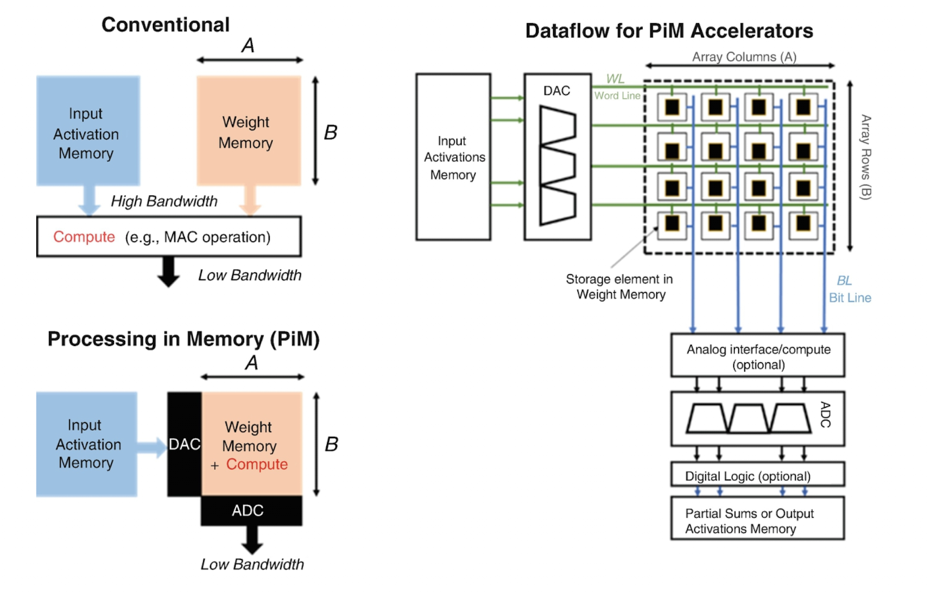 Conventional
A
Input
Activation
Memory
Weight
Memory
B
High Bandwidth
Compute (e.g., MAC operation)
Low Bandwidth
Processing in Memory (PiM)
A
Input
Activation
Memory
DAC
Weight
Memory
+ Compute
B
ADC
Low Bandwidth
Dataflow for PiM Accelerators
Array Columns (A)
WL
Word Line
DAC
Input
Activations
Memory
Array Rows (B)
Storage element in
Weight Memory
BL
Bit Line
Analog interface/compute
(optional)
ADC
Digital Logic (optional)
Partial Sums or Output
Activations Memory